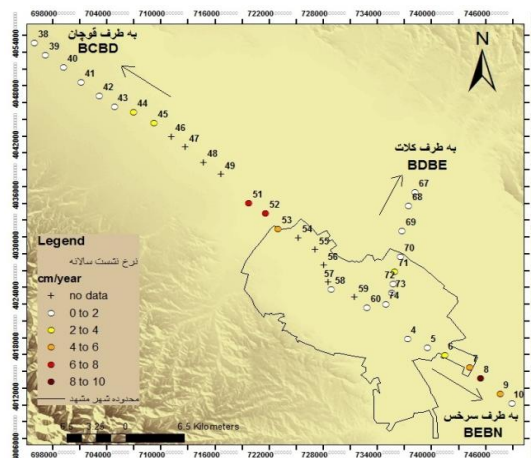 698000 704000 710000 716000 722000 728000 734000 740000 746000
4054000
4048000
4042000
4036000
4030000
4024000
4018000
4012000
4006000
به طرف قوچان
BCBD
N
38
39
40
41
42
43
44
45
46
47
48
49
51
52
53
54
55
56
57
58
59
60
به طرف کلات
BDBE
67
68
69
70
71
72
73
74
4
5
6
7
8
9
10
به طرف سرخس
BEBN
Legend
نرخ نشست سالانه
cm/year
no data
0 to 2
2 to 4
4 to 6
6 to 8
8 to 10
محدوده شهر مشهد
6.5 3.25 0 6.5 Kilometers